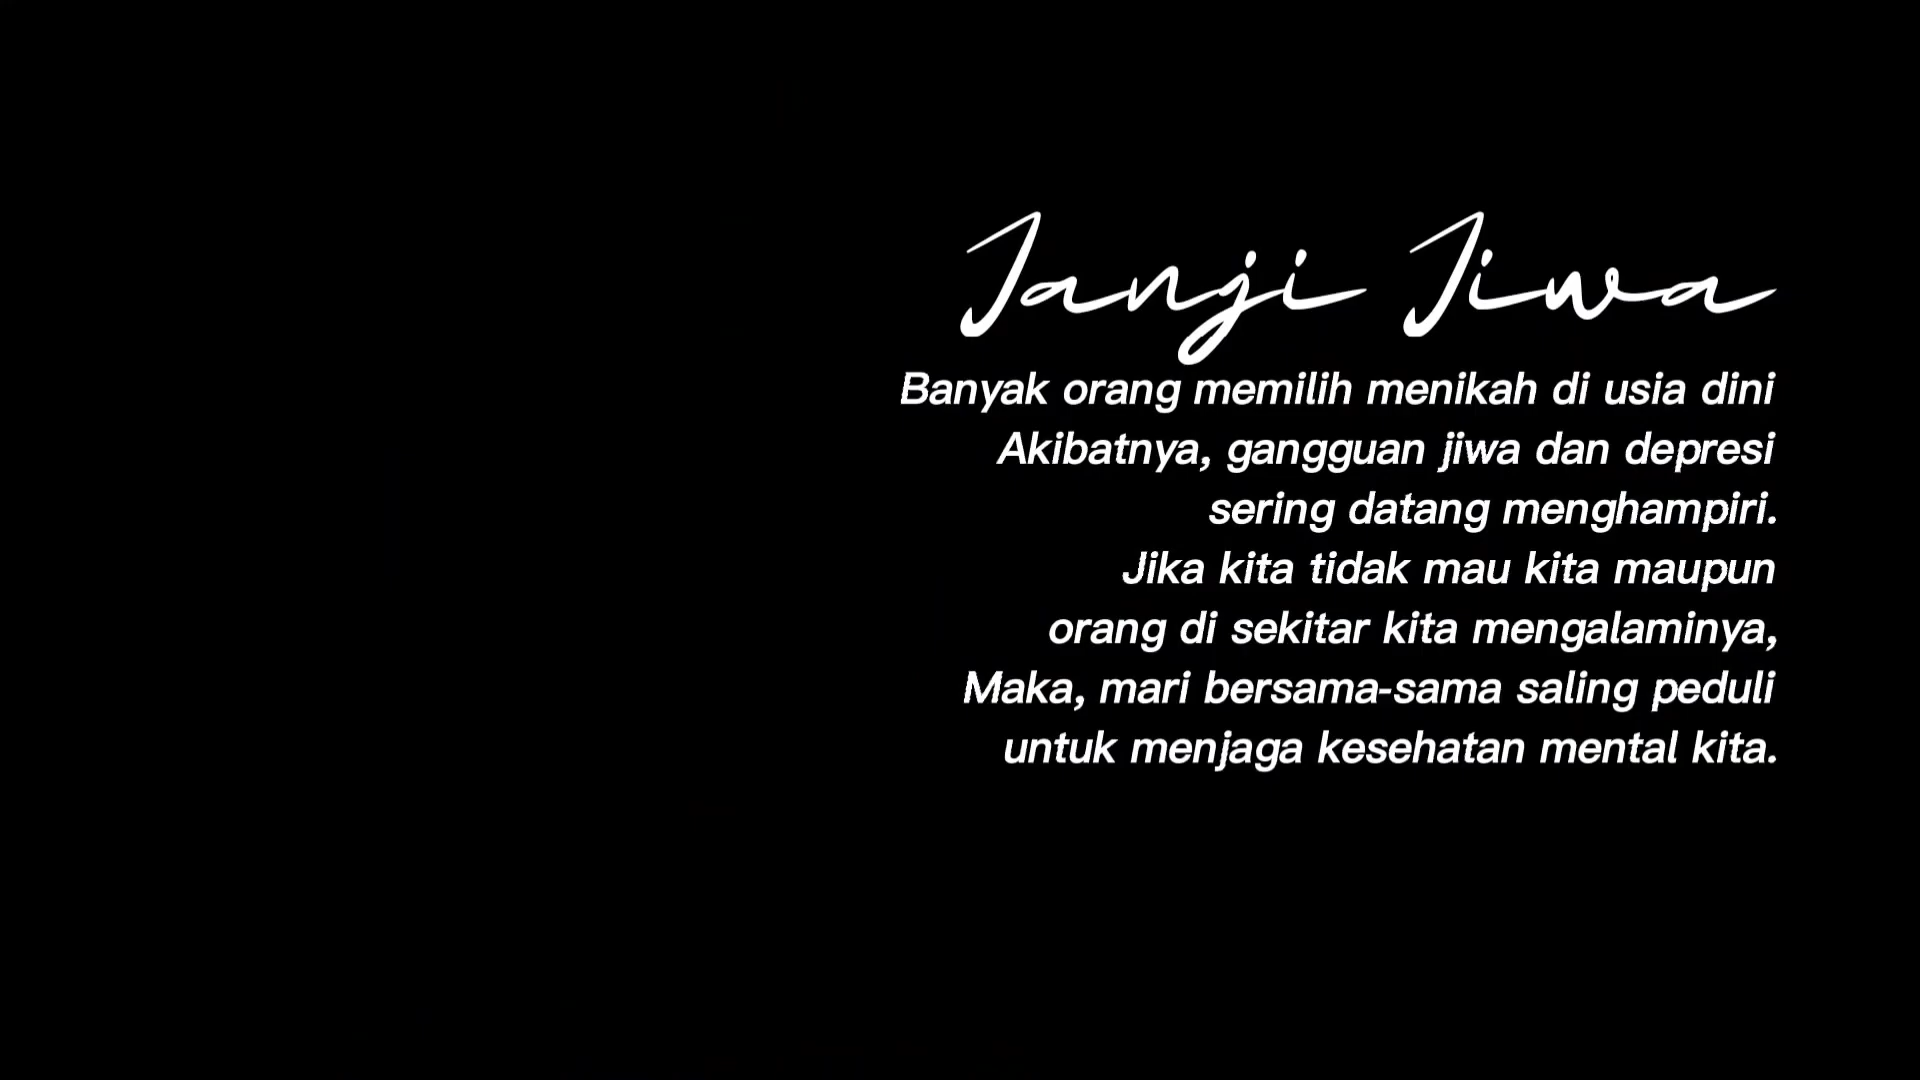 Janji Jiwa
Banyak orang memilih menikah di usia dini
Akibatnya, gangguan jiwa dan depresi
sering datang menghampiri.
Jika kita tidak mau kita maupun
orang di sekitar kita mengalaminya,
Maka, mari bersama-sama saling peduli
untuk menjaga kesehatan mental kita.